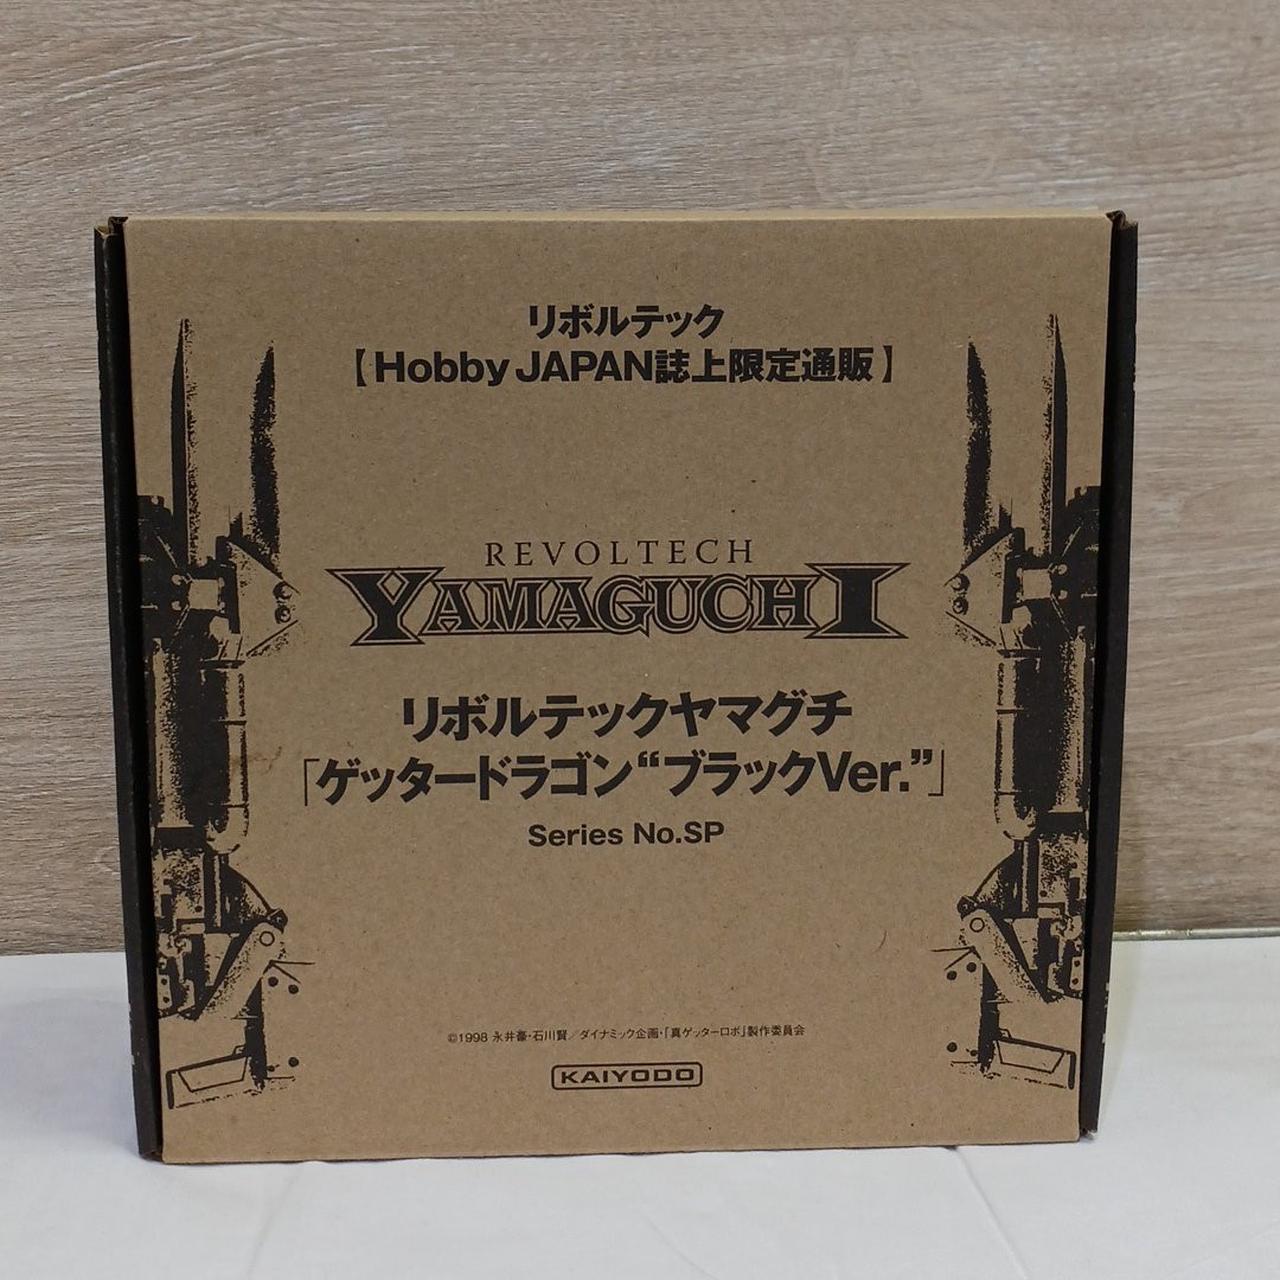 リボルテック
【Hobby JAPAN誌上限定通販】
REVOLTECH
YAMAGUCHI
リボルテックヤマグチ
「ゲッタードラゴン“ブラックVer.”」
Series No.SP
©1998 永井豪・石川賢／ダイナミック企画・「真ゲッターロボ」製作委員会
KAIYODO